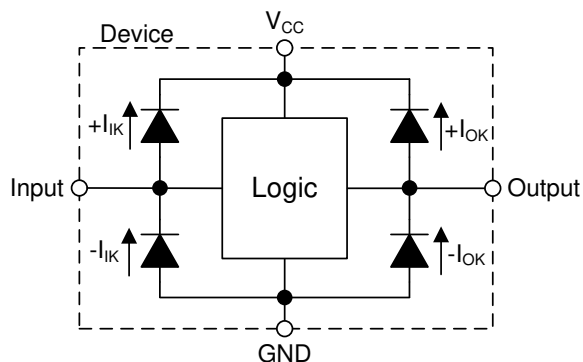 Device
V_CC
+I_IK
+I_OK
Input
Logic
Output
-I_IK
-I_OK
GND